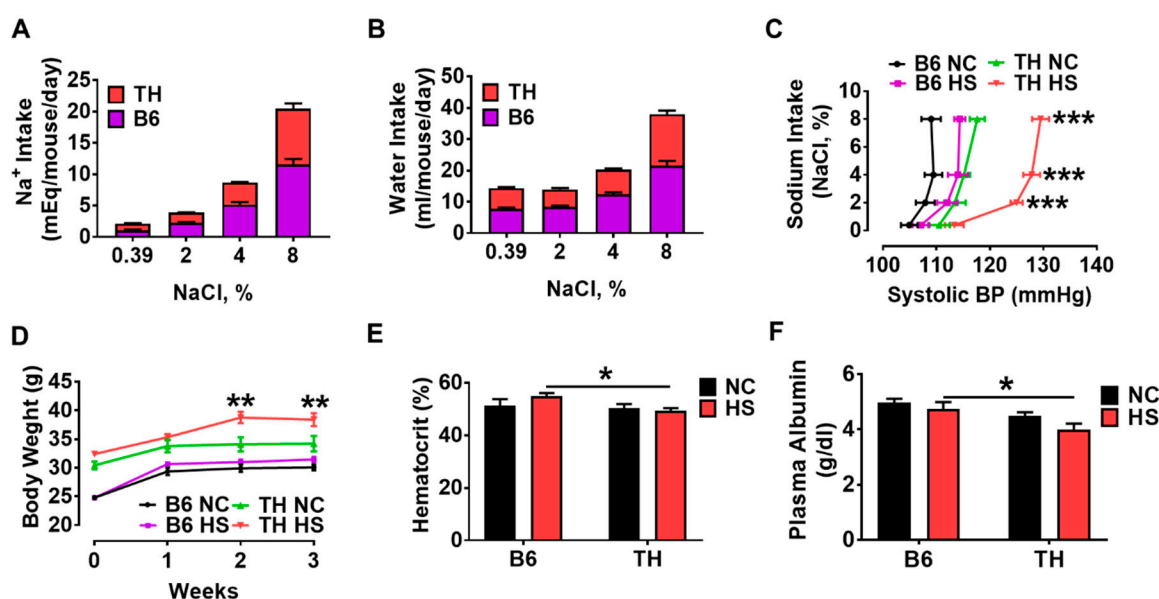 A
Na+ Intake
(mEq/mouse/day)
25
20
15
10
5
0
TH
B6
0.39 2 4 8
NaCl, %
B
Water Intake
(ml/mouse/day)
50
40
30
20
10
0
TH
B6
0.39 2 4 8
NaCl, %
C
B6 NC TH NC
B6 HS TH HS
Sodium Intake
(NaCl, %)
8
6
4
2
0
***
***
***
100 110 120 130 140
Systolic BP (mmHg)
D
Body Weght (g)
45
40
35
30
25
20
** **
B6 NC TH NC
B6 HS TH HS
0 1 2 3
Weeks
E
Hematocrit (%)
60
40
20
0
*
NC
HS
B6 TH
F
Plasma Albumin
(g/dl)
6
4
2
0
*
NC
HS
B6 TH